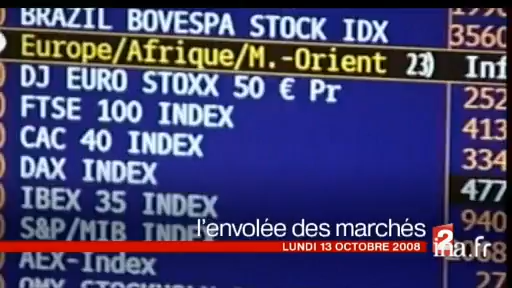 BRAZIL BOVESPA STOCK IDX
3560
Europe/Afrique/M.-Orient 23) Inf
DJ EURO STOXX 50 € Pr
252
FTSE 100 INDEX
413
CAC 40 INDEX
334
DAX INDEX
477
IBEX 35 INDEX
940
l'envolée des marchés
S&P/MIB INDEX
2068
LUNDI 13 OCTOBRE 2008
2
ina.fr
AEX-Index
27